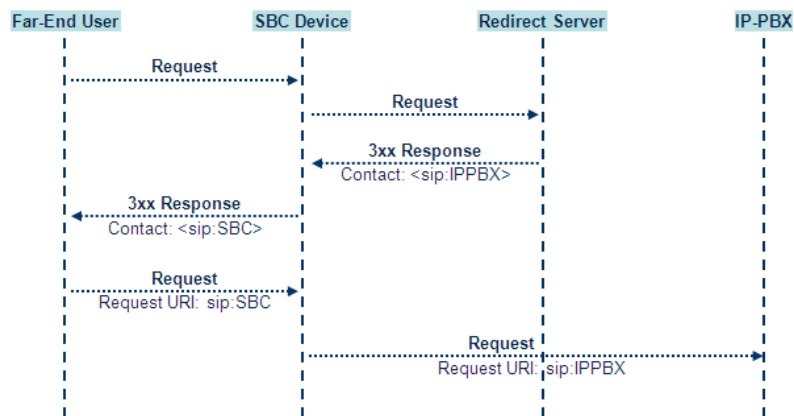 Far-End User
SBC Device
Redirect Server
IP-PBX
Request
Request
3xx Response
Contact: <sip:IPPBX>
3xx Response
Contact: <sip:SBC>
Request
Request URI: sip:SBC
Request
Request URI: sip:IPPBX